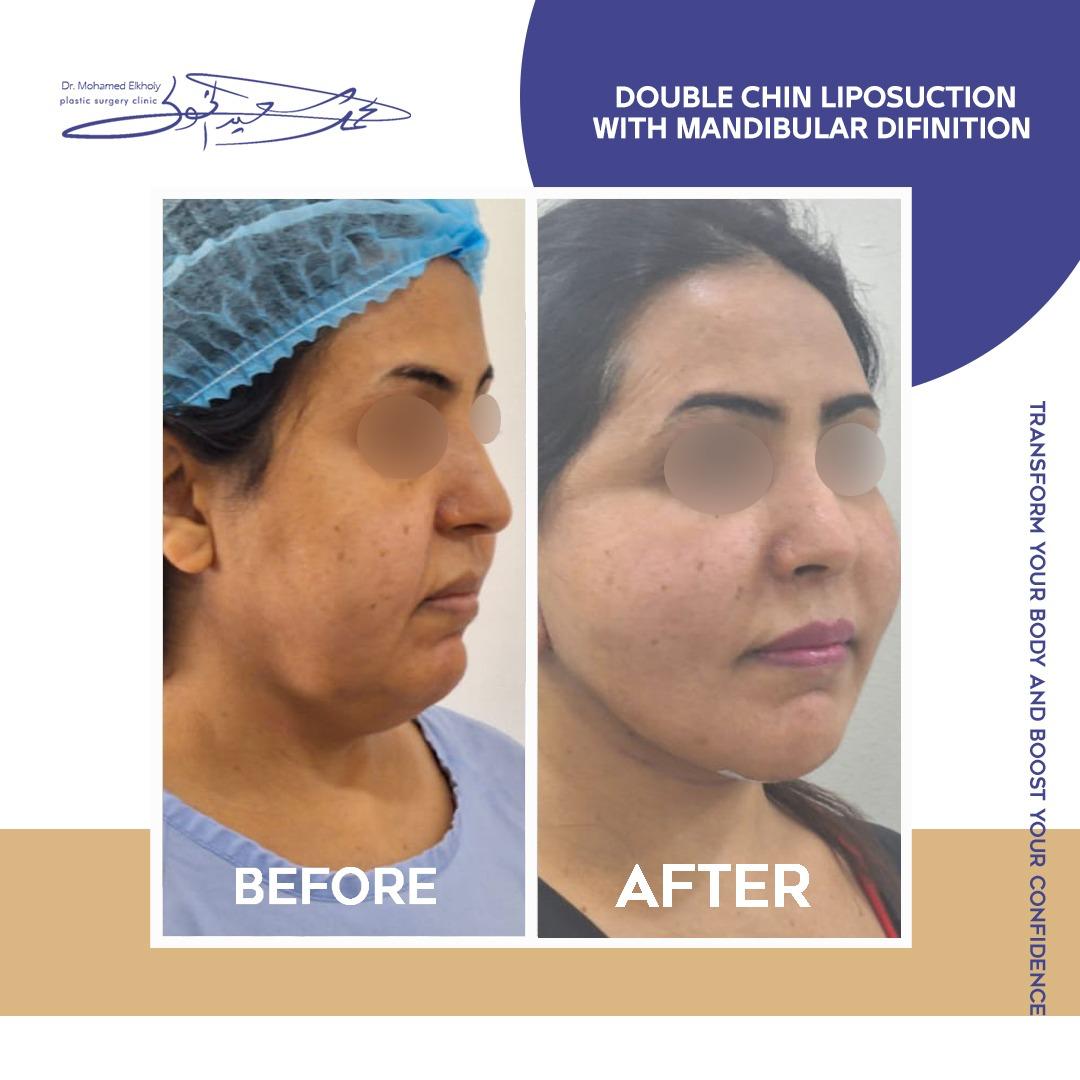 Dr. Mohamed Elkholy
plastic surgery clinic
DOUBLE CHIN LIPOSUCTION
WITH MANDIBULAR DIFINITION
BEFORE
AFTER
TRANSFORM YOUR BODY AND BOOST YOUR CONFIDENCE